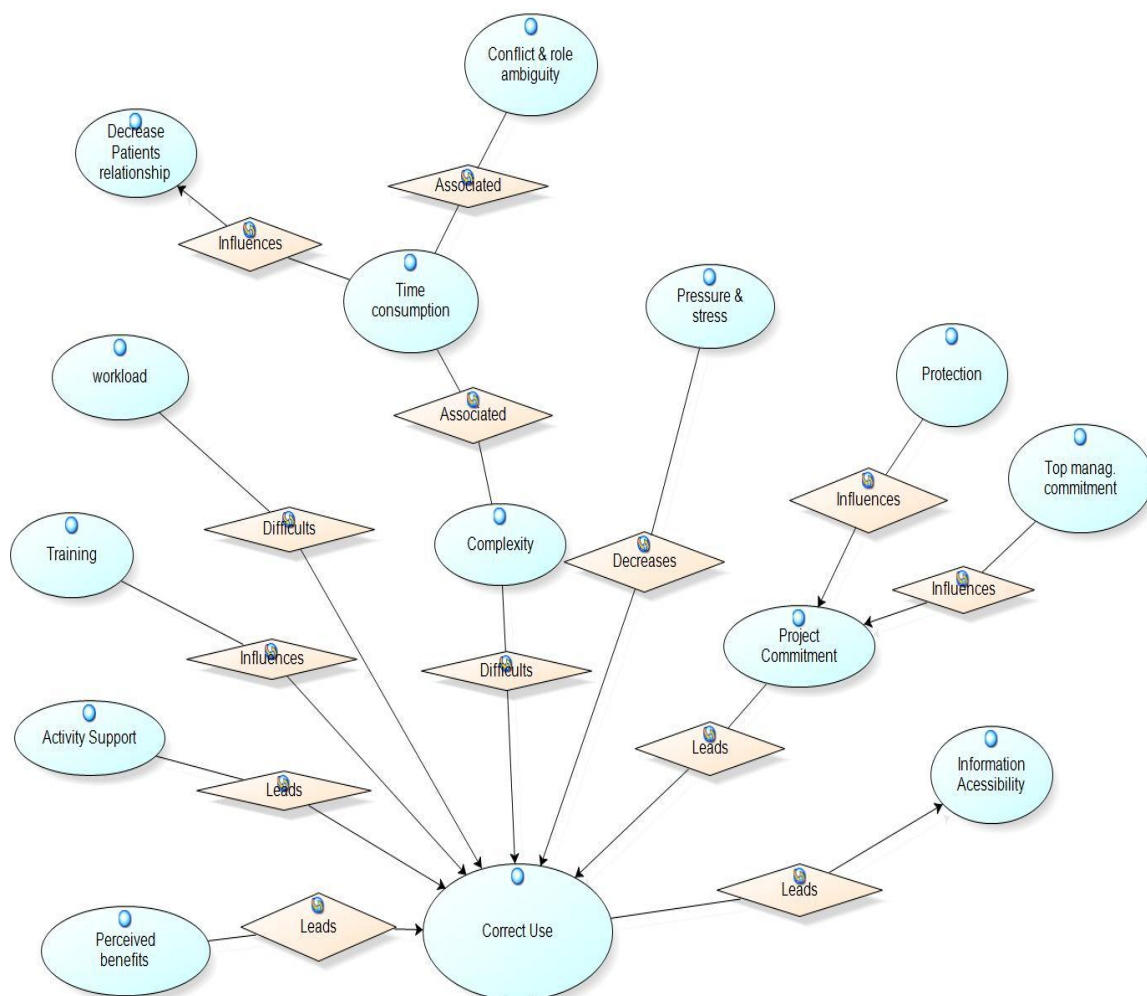 Conflict & role
ambiguity
Decrease
Patients
relationship
Associated
Influences
Time
consumption
Pressure &
stress
Protection
workload
Associated
Top manag.
commitment
Influences
Difficults
Complexity
Training
Decreases
Influences
Project
Commitment
Influences
Difficults
Activity Support
Leads
Information
Acessibility
Leads
Leads
Perceived
benefits
Leads
Correct Use